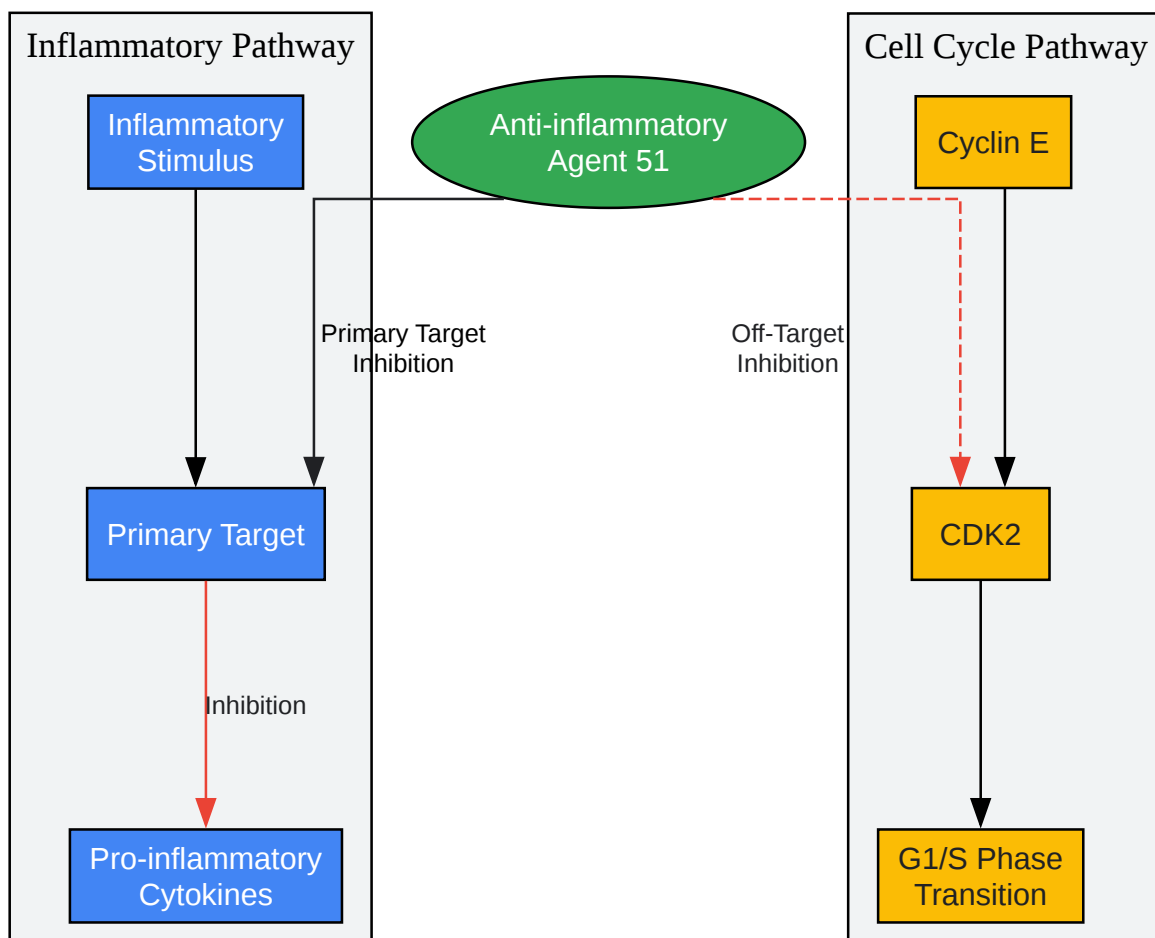 Inflammatory Pathway
Cell Cycle Pathway
Inflammatory
Stimulus
Anti-inflammatory
Agent 51
Cyclin E
Primary Target
Inhibition
Off-Target
Inhibition
Primary Target
CDK2
Inhibition
Pro-inflammatory
Cytokines
G1/S Phase
Transition